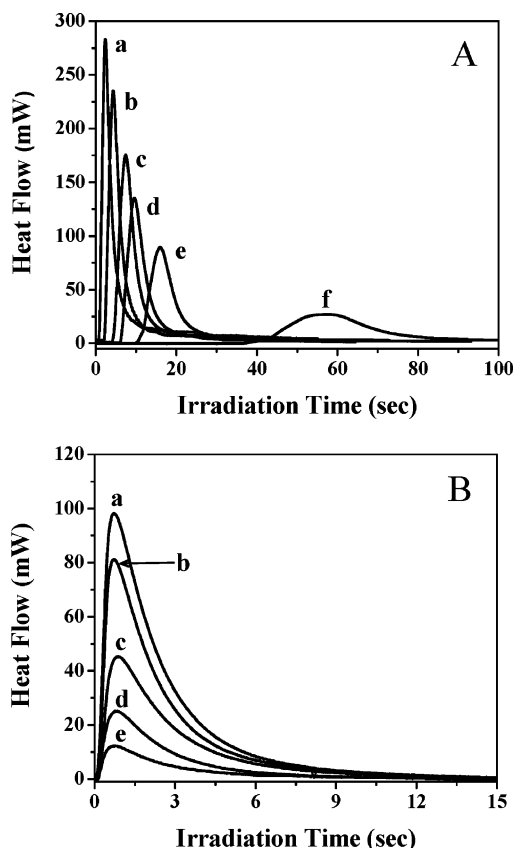 300
250
200
150
100
50
0
Heat Flow (mW)
A
a
b
c
d
e
f
0 20 40 60 80 100
Irradiation Time (sec)
120
100
80
60
40
20
0
Heat Flow (mW)
B
a
b
c
d
e
0 3 6 9 12 15
Irradiation Time (sec)